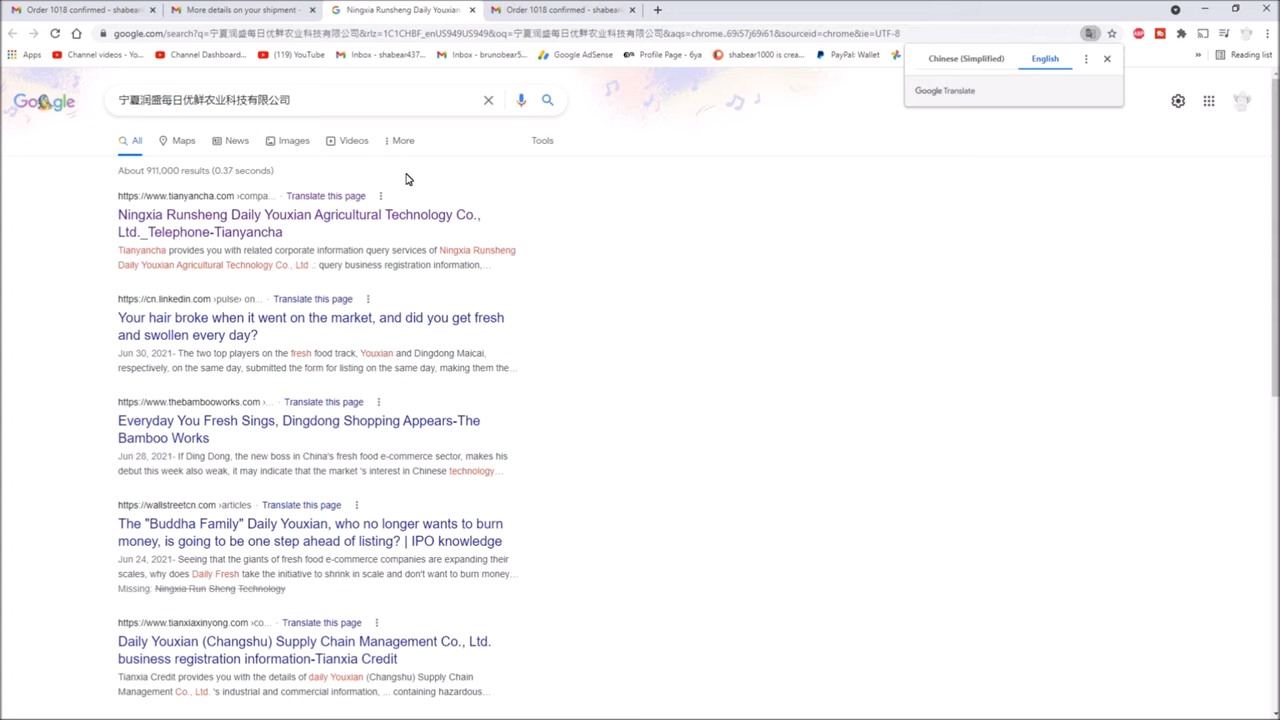 Order 1018 confirmed - shabear
More details on your shipment -
Ningxia Runsheng Daily Youxian
Order 1018 confirmed - shabear
google.com/search?q=宁夏润盛每日优鲜农业科技有限公司&rlz=1C1CHBF_enUS949US949&oq=宁夏润盛每日优鲜农业科技有限公司&aqs=chrome..69i57j69i61&sourceid=chrome&ie=UTF-8
Apps
Channel videos - Yo...
Channel Dashboard...
(119) YouTube
Inbox - shabear437...
Inbox - brunobear5...
Google AdSense
Profile Page - 6ya
shabear1000 is crea...
PayPal Wallet
»
Reading list
Chinese (Simplified)
English
Google Translate
Google
宁夏润盛每日优鲜农业科技有限公司
All
Maps
News
Images
Videos
More
Tools
About 911,000 results (0.37 seconds)
https://www.tianyancha.com › compa... · Translate this page
Ningxia Runsheng Daily Youxian Agricultural Technology Co.,
Ltd._Telephone-Tianyancha
Tianyancha provides you with related corporate information query services of Ningxia Runsheng
Daily Youxian Agricultural Technology Co., Ltd .: query business registration information,...
https://cn.linkedin.com › pulse › on... · Translate this page
Your hair broke when it went on the market, and did you get fresh
and swollen every day?
Jun 30, 2021- The two top players on the fresh food track, Youxian and Dingdong Maicai,
respectively, on the same day, submitted the form for listing on the same day, making them the...
https://www.thebambooworks.com › ... · Translate this page
Everyday You Fresh Sings, Dingdong Shopping Appears-The
Bamboo Works
Jun 28, 2021- If Ding Dong, the new boss in China's fresh food e-commerce sector, makes his
debut this week also weak, it may indicate that the market 's interest in Chinese technology...
https://wallstreetcn.com › articles · Translate this page
The "Buddha Family" Daily Youxian, who no longer wants to burn
money, is going to be one step ahead of listing? | IPO knowledge
Jun 24, 2021- Seeing that the giants of fresh food e-commerce companies are expanding their
scales, why does Daily Fresh take the initiative to shrink in scale and don't want to burn money...
Missing: Ningxia Run Sheng Technology
https://www.tianxiaxinyong.com › co... · Translate this page
Daily Youxian (Changshu) Supply Chain Management Co., Ltd.
business registration information-Tianxia Credit
Tianxia Credit provides you with the details of daily Youxian (Changshu) Supply Chain
Management Co., Ltd. 's industrial and commercial information, ... containing hazardous...